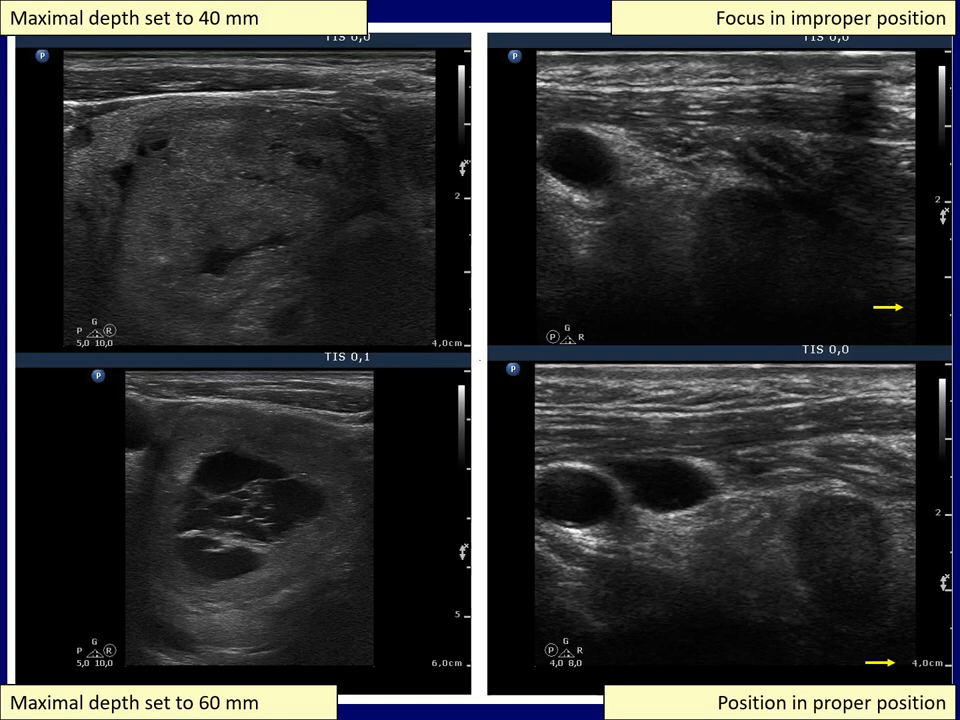 Maximal depth set to 40 mm
Focus in improper position
TIS 0,0
TIS 0,0
P
P
2
2
G
P R
5,0 10,0
4,0cm
G
P R
TIS 0,1
TIS 0,0
P
P
2
5
G
P R
5,0 10,0
6,0cm
G
P R
4,0 8,0
4,0cm
Maximal depth set to 60 mm
Position in proper position